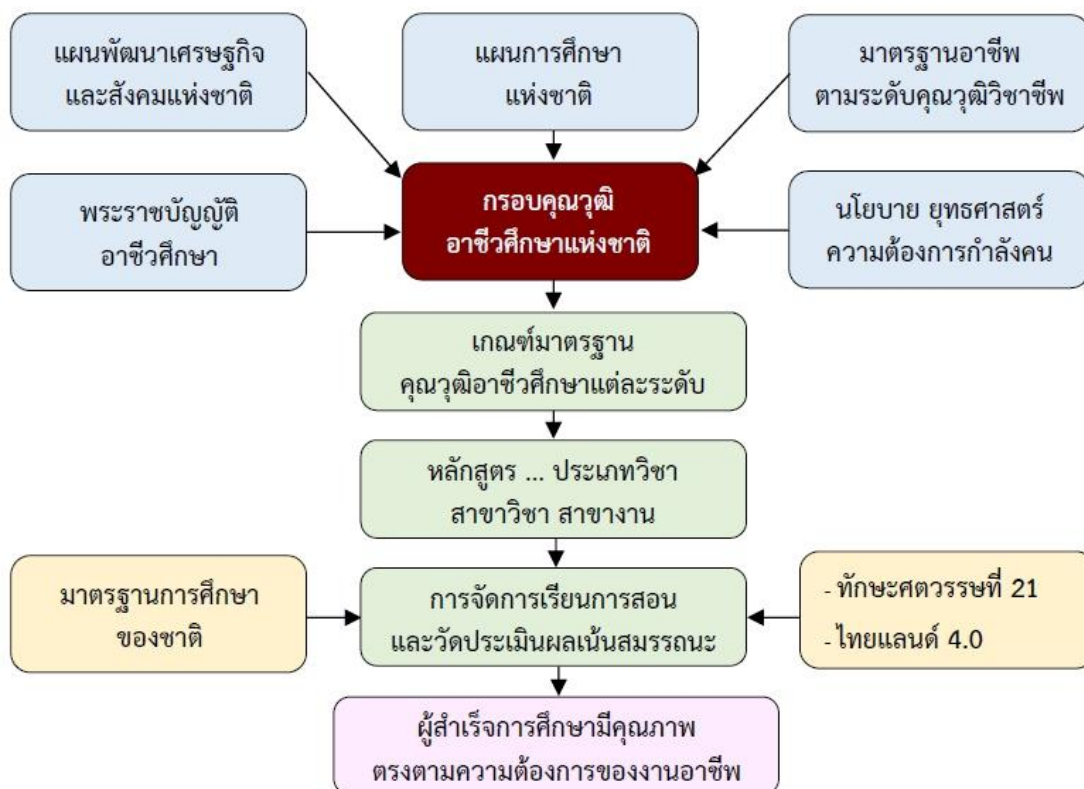 แผนพัฒนาเศรษฐกิจ
และสังคมแห่งชาติ
แผนการศึกษา
แห่งชาติ
มาตรฐานอาชีพ
ตามระดับคุณวุฒิวิชาชีพ
พระราชบัญญัติ
อาชีวศึกษา
กรอบคุณวุฒิ
อาชีวศึกษาแห่งชาติ
นโยบาย ยุทธศาสตร์
ความต้องการกำลังคน
เกณฑ์มาตรฐาน
คุณวุฒิอาชีวศึกษาแต่ละระดับ
หลักสูตร ... ประเภทวิชา
สาขาวิชา สาขางาน
มาตรฐานการศึกษา
ของชาติ
การจัดการเรียนการสอน
และวัดประเมินผลเน้นสมรรถนะ
- ทักษะศตวรรษที่ 21
- ไทยแลนด์ 4.0
ผู้สำเร็จการศึกษามีคุณภาพ
ตรงตามความต้องการของงานอาชีพ